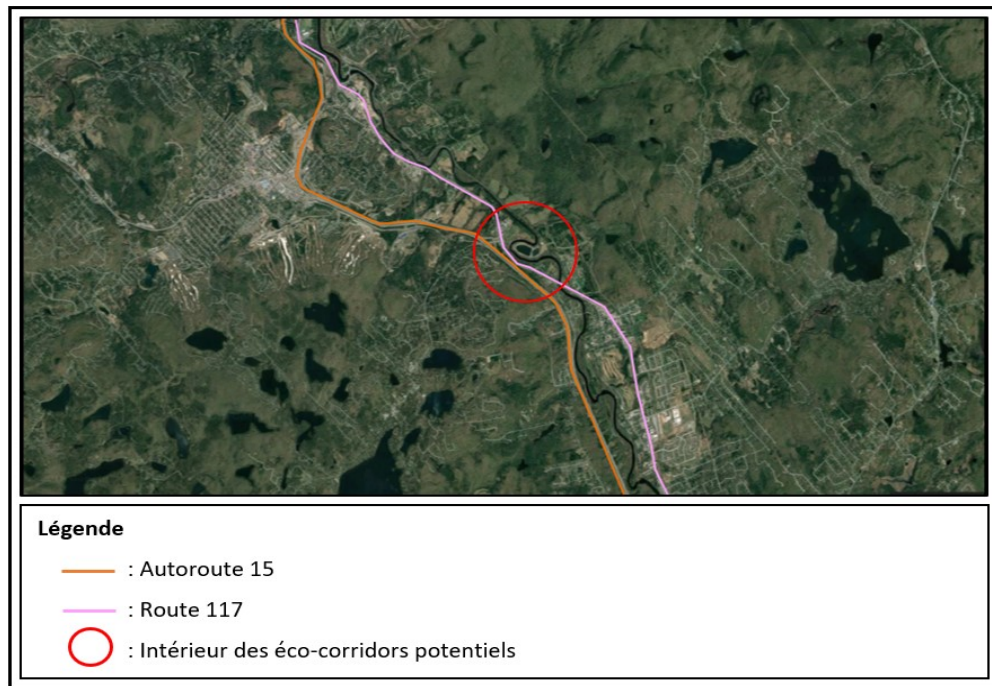 Légende
: Autoroute 15
: Route 117
: Intérieur des éco-corridors potentiels